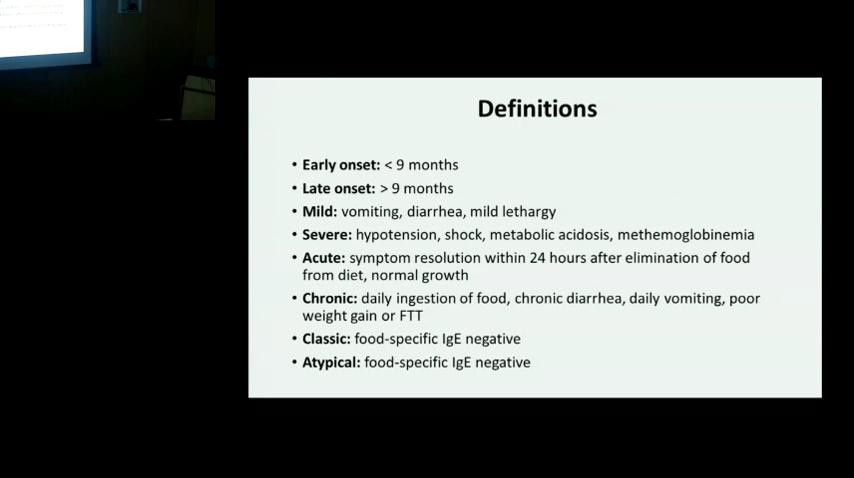 Definitions
• Early onset: < 9 months
• Late onset: > 9 months
• Mild: vomiting, diarrhea, mild lethargy
• Severe: hypotension, shock, metabolic acidosis, methemoglobinemia
• Acute: symptom resolution within 24 hours after elimination of food
from diet, normal growth
• Chronic: daily ingestion of food, chronic diarrhea, daily vomiting, poor
weight gain or FTT
• Classic: food-specific IgE negative
• Atypical: food-specific IgE negative